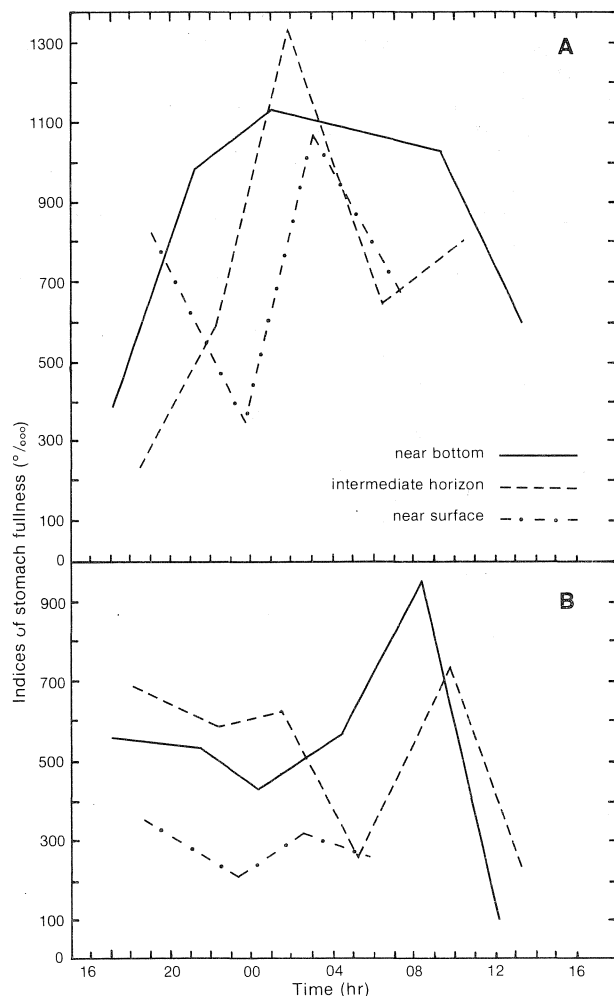 A
1300
1100
900
700
500
300
100
0
near bottom
intermediate horizon
near surface
Indices of stomach fullness (°/₀₀₀)
B
900
700
500
300
100
0
16 20 00 04 08 12 16
Time (hr)